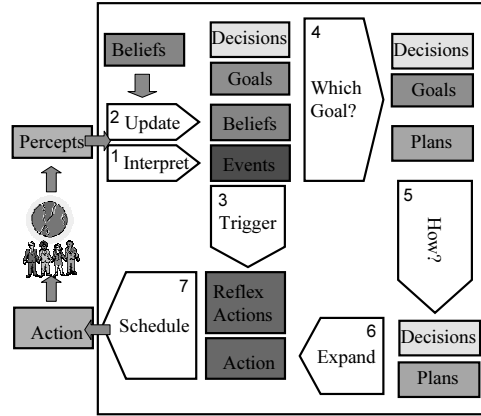 Beliefs
Decisions
Goals
4
Which
Goal?
Decisions
Goals
Plans
2 Update
Beliefs
Percepts
1 Interpret
Events
3
Trigger
5
How?
7
Schedule
Reflex
Actions
Action
6
Expand
Decisions
Plans
Action